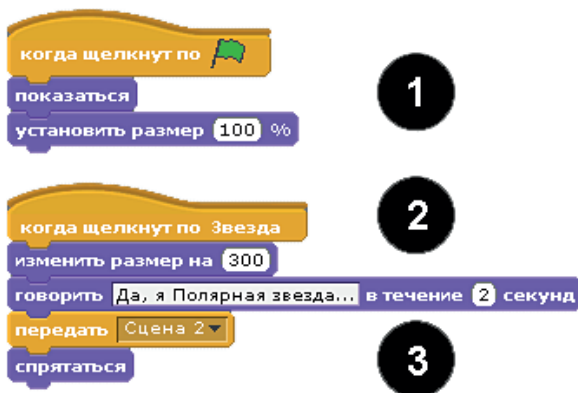 когда щелкнут по
показаться
1
установить размер 100 %
когда щелкнут по Звезда
2
изменить размер на 300
говорить Да, я Полярная звезда... в течение 2 секунд
передать Сцена 2
3
спрятаться